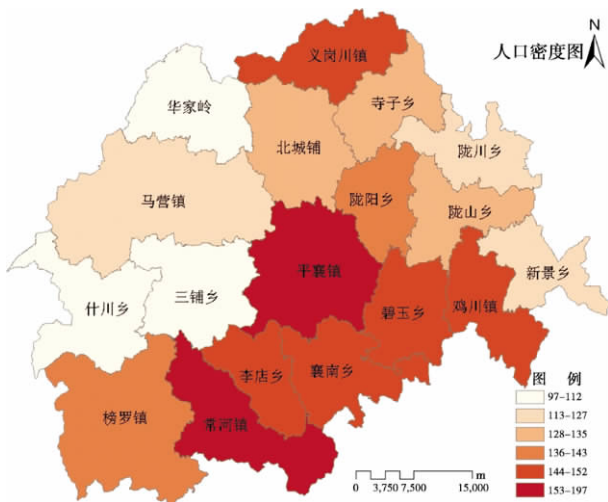 N
人口密度图
义岗川镇
华家岭
寺子乡
北城铺
陇川乡
马营镇
陇阳乡
陇山乡
平襄镇
新景乡
什川乡
三铺乡
碧玉乡
鸡川镇
李店乡
襄南乡
榜罗镇
常河镇
图 例
97-112
113-127
128-135
136-143
144-152
153-197
m
0 3,750 7,500 15,000